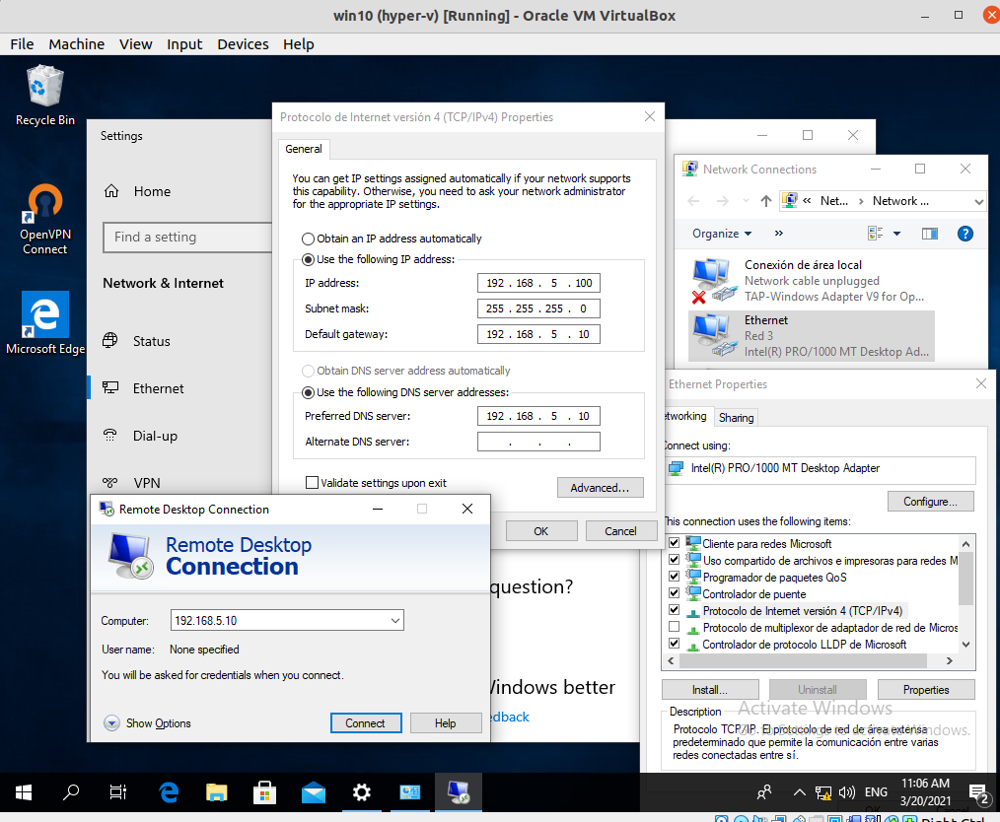 win10 (hyper-v) [Running] - Oracle VM VirtualBox
File Machine View Input Devices Help
Recycle Bin
OpenVPN
Connect
Microsoft Edge
Settings
Home
Find a setting
Network & Internet
Status
Ethernet
Dial-up
VPN
question?
Windows better
edback
Protocolo de Internet versión 4 (TCP/IPv4) Properties
General
You can get IP settings assigned automatically if your network supports
this capability. Otherwise, you need to ask your network administrator
for the appropriate IP settings.
Obtain an IP address automatically
Use the following IP address:
IP address: 192 . 168 . 5 . 100
Subnet mask: 255 . 255 . 255 . 0
Default gateway: 192 . 168 . 5 . 10
Obtain DNS server address automatically
Use the following DNS server addresses:
Preferred DNS server: 192 . 168 . 5 . 10
Alternate DNS server: . . .
Validate settings upon exit
Advanced...
OK Cancel
Network Connections
« Net... › Network ...
Organize »
Conexión de área local
Network cable unplugged
TAP-Windows Adapter V9 for Op...
Ethernet
Red 3
Intel(R) PRO/1000 MT Desktop Ad...
Ethernet Properties
etworking Sharing
Connect using:
Intel(R) PRO/1000 MT Desktop Adapter
Configure...
This connection uses the following items:
Cliente para redes Microsoft
Uso compartido de archivos e impresoras para redes M
Programador de paquetes QoS
Controlador de puente
Protocolo de Internet versión 4 (TCP/IPv4)
Protocolo de multiplexor de adaptador de red de Micros
Controlador de protocolo LLDP de Microsoft
Install... Uninstall Properties
Description
Protocolo TCP/IP. El protocolo de red de área extensa
predeterminado que permite la comunicación entre varias
redes conectadas entre sí.
Activate Windows
Go to Settings to activate Windows.
Remote Desktop Connection
Remote Desktop
Connection
Computer: 192.168.5.10
User name: None specified
You will be asked for credentials when you connect.
Show Options
Connect Help
ENG
11:06 AM
3/20/2021
2
OK Cancel
Right Ctrl